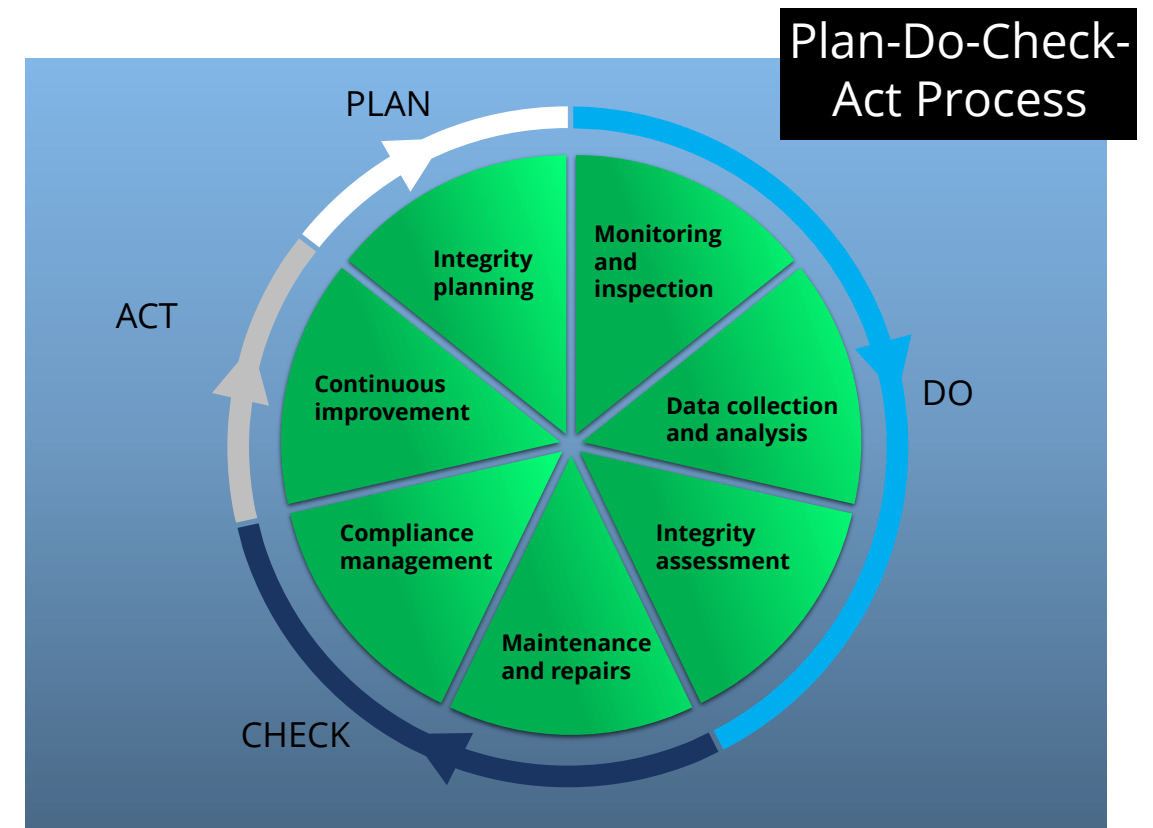 Plan-Do-Check-
Act Process
PLAN
Monitoring
and
inspection
Integrity
planning
ACT
Continuous
improvement
DO
Data collection
and analysis
Compliance
management
Integrity
assessment
Maintenance
and repairs
CHECK